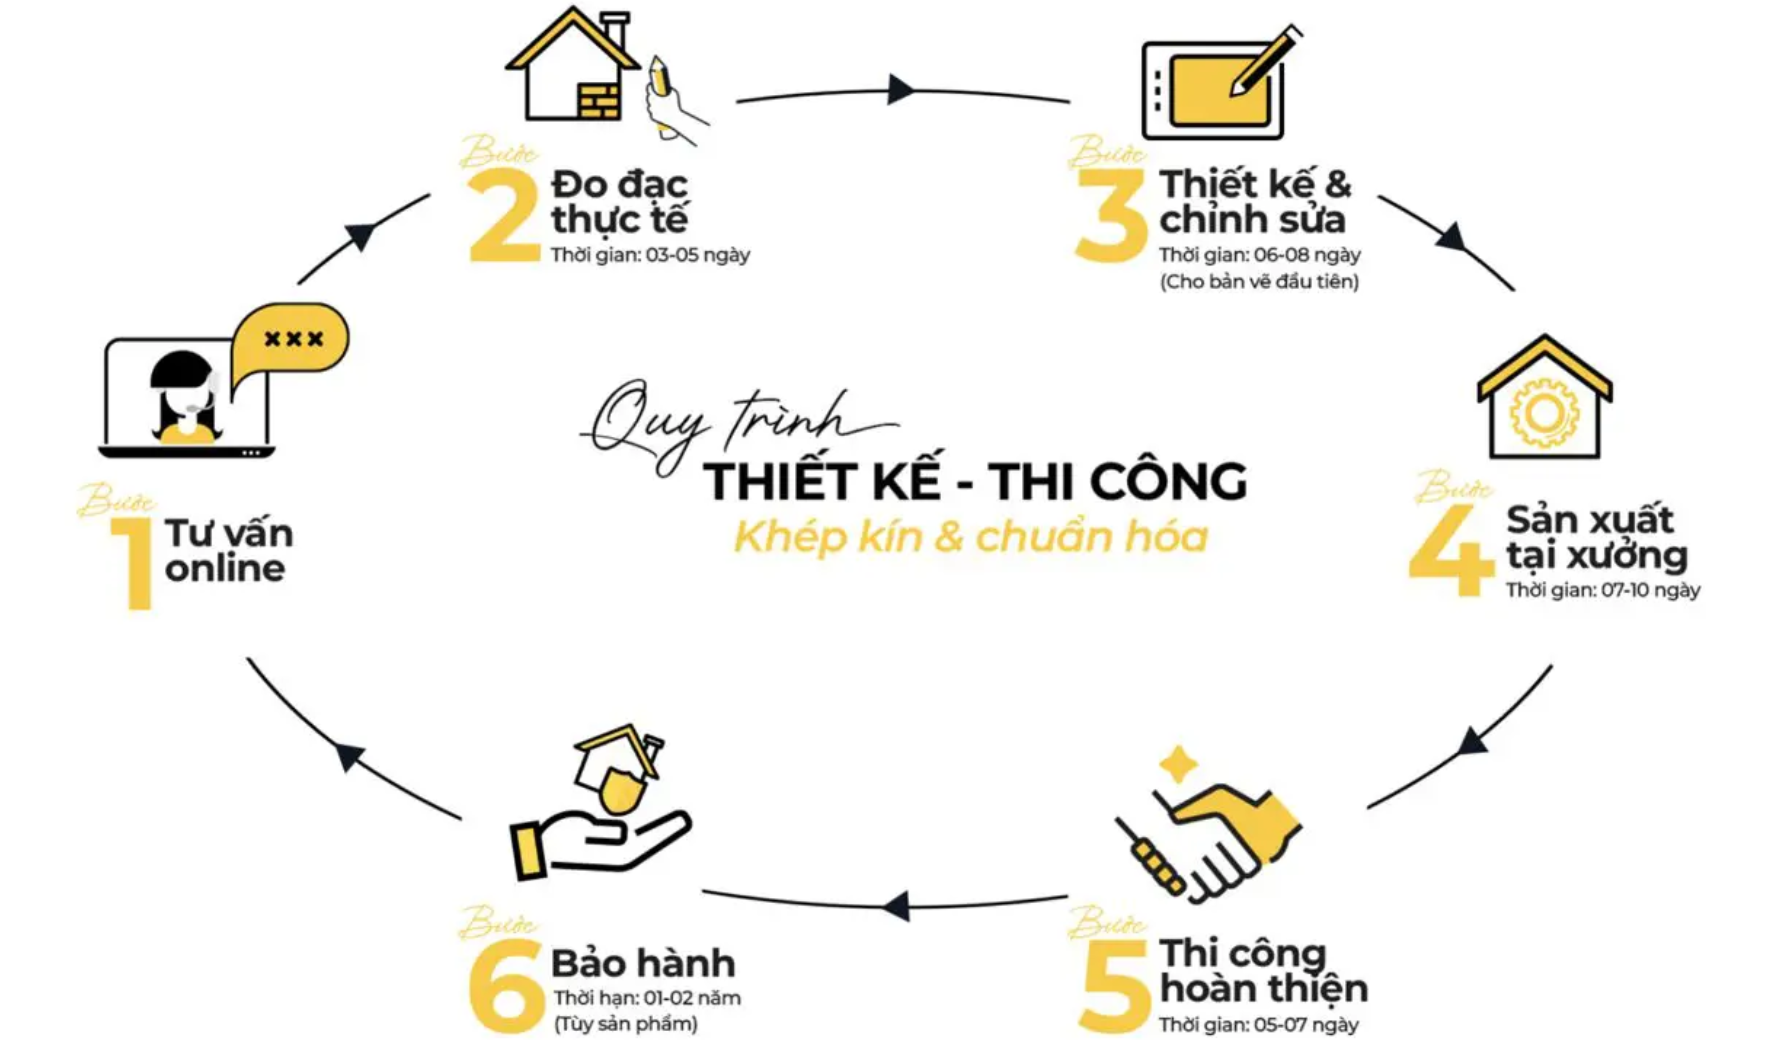 Quy trình
THIẾT KẾ - THI CÔNG
Khép kín & chuẩn hóa
Bước
1
Tư vấn
online
Bước
2
Đo đạc
thực tế
Thời gian: 03-05 ngày
Bước
3
Thiết kế &
chỉnh sửa
Thời gian: 06-08 ngày
(Cho bản vẽ đầu tiên)
Bước
4
Sản xuất
tại xưởng
Thời gian: 07-10 ngày
Bước
5
Thi công
hoàn thiện
Thời gian: 05-07 ngày
Bước
6
Bảo hành
Thời hạn: 01-02 năm
(Tùy sản phẩm)